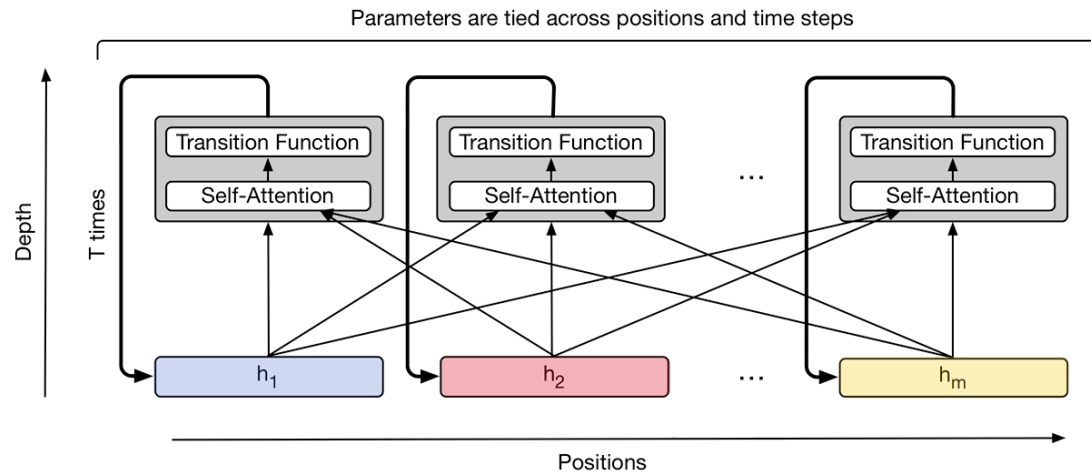 Parameters are tied across positions and time steps
Depth
T times
Transition Function
Self-Attention
Transition Function
Self-Attention
...
Transition Function
Self-Attention
h₁
h₂
...
hₘ
Positions